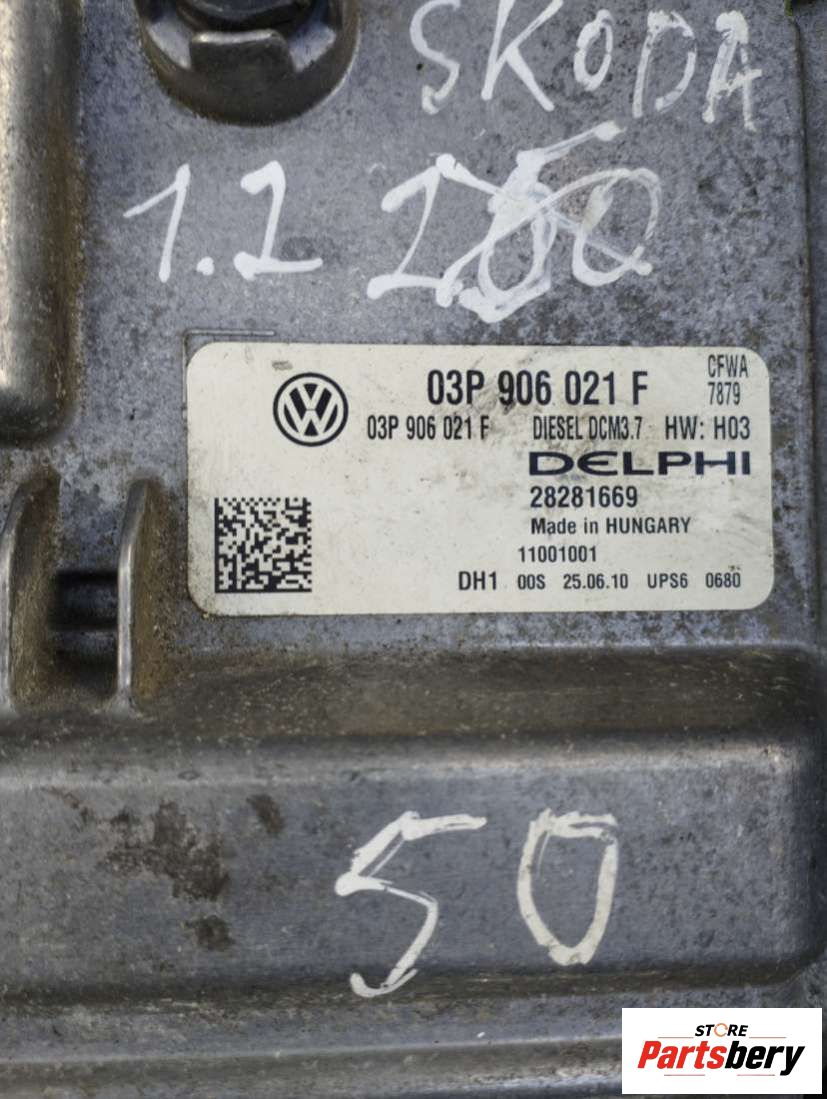 SKODA
1.2
03P 906 021 F
CFWA
7879
03P 906 021 F DIESEL DCM3.7 HW: H03
DELPHI
28281669
Made in HUNGARY
11001001
DH1 00S 25.06.10 UPS6 0680
50
STORE
Partsbery